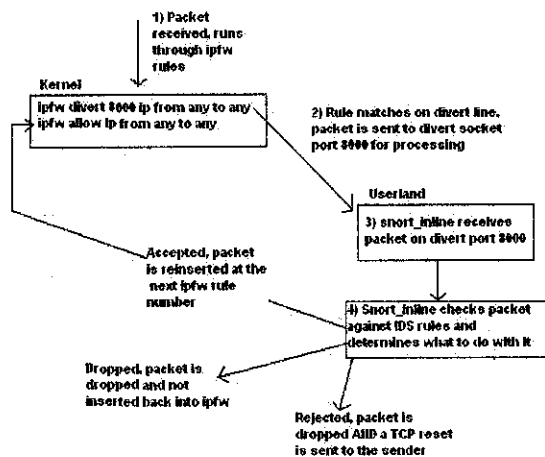 1) Packet
received, runs
through ipfw
rules
Kernel
ipfw divert 8000 ip from any to any
ipfw allow ip from any to any
2) Rule matches on divert line,
packet is sent to divert socket
port 8000 for processing
Userland
3) snort_inline receives
packet on divert port 8000
Accepted, packet
is reinserted at the
next ipfw rule
number
4) Snort_inline checks packet
against IDS rules and
determines what to do with it
Dropped, packet is
dropped and not
inserted back into ipfw
Rejected, packet is
dropped AND a TCP reset
is sent to the sender